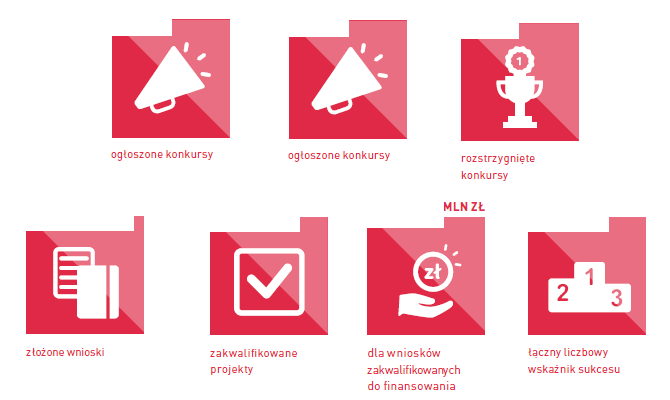 1
ogłoszone konkursy
ogłoszone konkursy
rozstrzygnięte
konkursy
MLN ZŁ
zł
1
2
3
złożone wnioski
zakwalifikowane
projekty
dla wniosków
zakwalifikowanych
do finansowania
łączny liczbowy
wskaźnik sukcesu